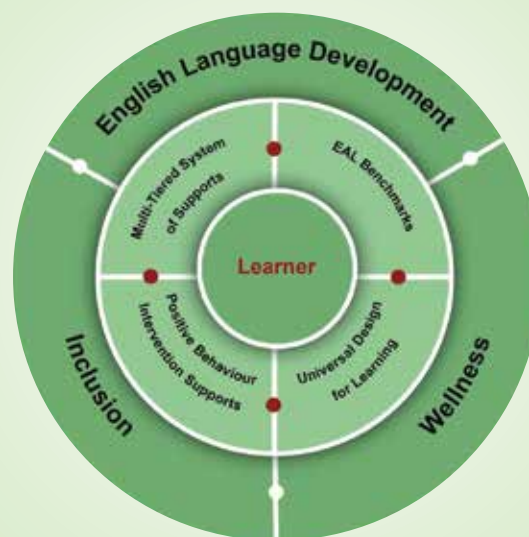 English Language Development
Multi-Tiered System
of Supports
EAL Benchmarks
Learner
Positive Behaviour
Intervention Supports
Universal Design
for Learning
Inclusion
Wellness